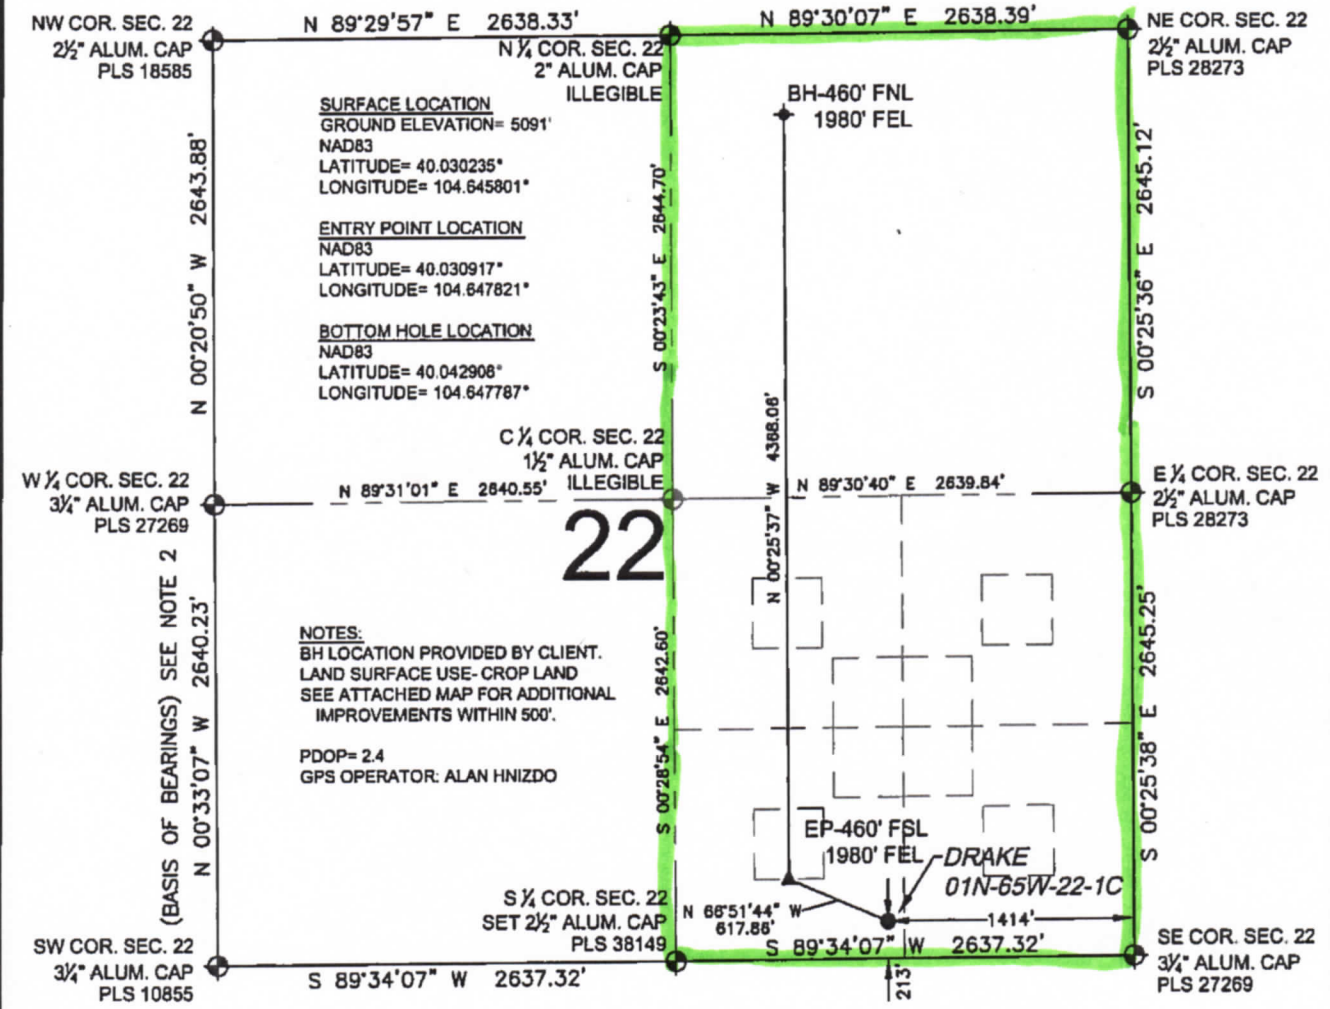 NW COR. SEC. 22
2½" ALUM. CAP
PLS 18585
N 89°29'57" E 2638.33'
N ¼ COR. SEC. 22
2" ALUM. CAP
ILLEGIBLE
N 89°30'07" E 2638.39'
NE COR. SEC. 22
2½" ALUM. CAP
PLS 28273
SURFACE LOCATION
GROUND ELEVATION= 5091'
NAD83
LATITUDE= 40.030235°
LONGITUDE= 104.645801°
ENTRY POINT LOCATION
NAD83
LATITUDE= 40.030917°
LONGITUDE= 104.647821°
BOTTOM HOLE LOCATION
NAD83
LATITUDE= 40.042908°
LONGITUDE= 104.647787°
BH-460' FNL
1980' FEL
N 00°20'50" W 2643.88'
S 00°23'43" E 2644.70'
S 00°25'36" E 2645.12'
N 00°25'37" W 4368.06'
W ¼ COR. SEC. 22
3¼" ALUM. CAP
PLS 27269
N 89°31'01" E 2640.55'
C ¼ COR. SEC. 22
1½" ALUM. CAP
ILLEGIBLE
N 89°30'40" E 2639.84'
E ¼ COR. SEC. 22
2½" ALUM. CAP
PLS 28273
22
(BASIS OF BEARINGS) SEE NOTE 2
N 00°33'07" W 2640.23'
NOTES:
BH LOCATION PROVIDED BY CLIENT.
LAND SURFACE USE- CROP LAND
SEE ATTACHED MAP FOR ADDITIONAL
IMPROVEMENTS WITHIN 500'.
PDOP= 2.4
GPS OPERATOR: ALAN HNIZDO
S 00°28'54" E 2642.60'
S 00°25'38" E 2645.25'
EP-460' FSL
1980' FEL
DRAKE
01N-65W-22-1C
N 66°51'44" W
617.86'
1414'
213'
SW COR. SEC. 22
3¼" ALUM. CAP
PLS 10855
S 89°34'07" W 2637.32'
S ¼ COR. SEC. 22
SET 2½" ALUM. CAP
PLS 38149
S 89°34'07" W 2637.32'
SE COR. SEC. 22
3¼" ALUM. CAP
PLS 27269